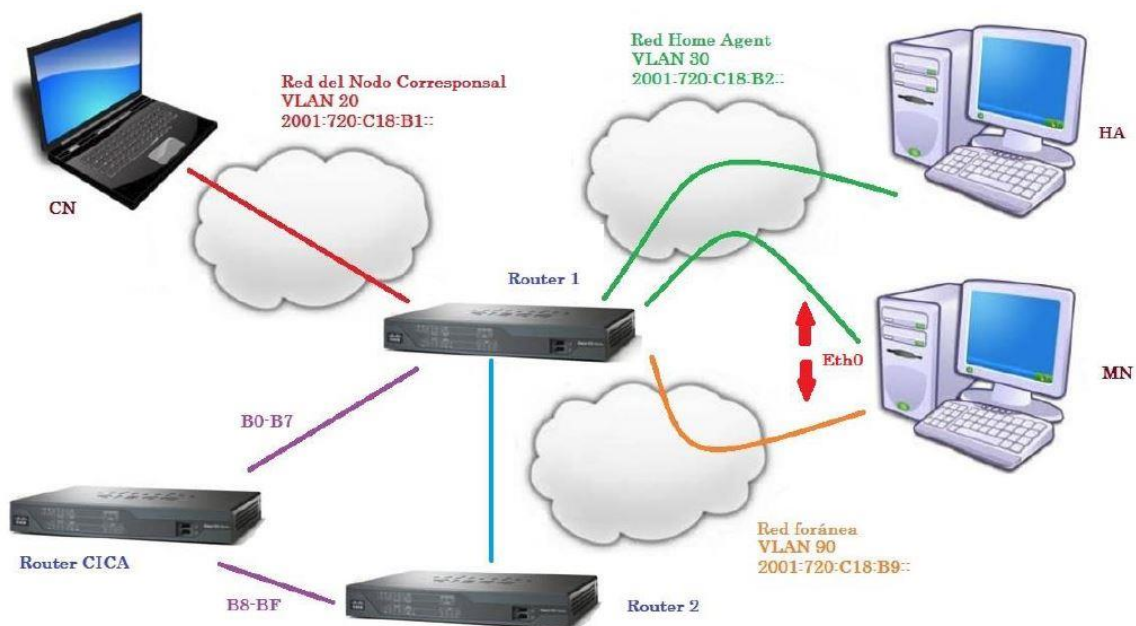 Red del Nodo Corresponsal
VLAN 20
2001:720:C18:B1::
Red Home Agent
VLAN 30
2001:720:C18:B2::
HA
CN
Router 1
Eth0
MN
B0-B7
Router CICA
B8-BF
Router 2
Red foránea
VLAN 90
2001:720:C18:B9::